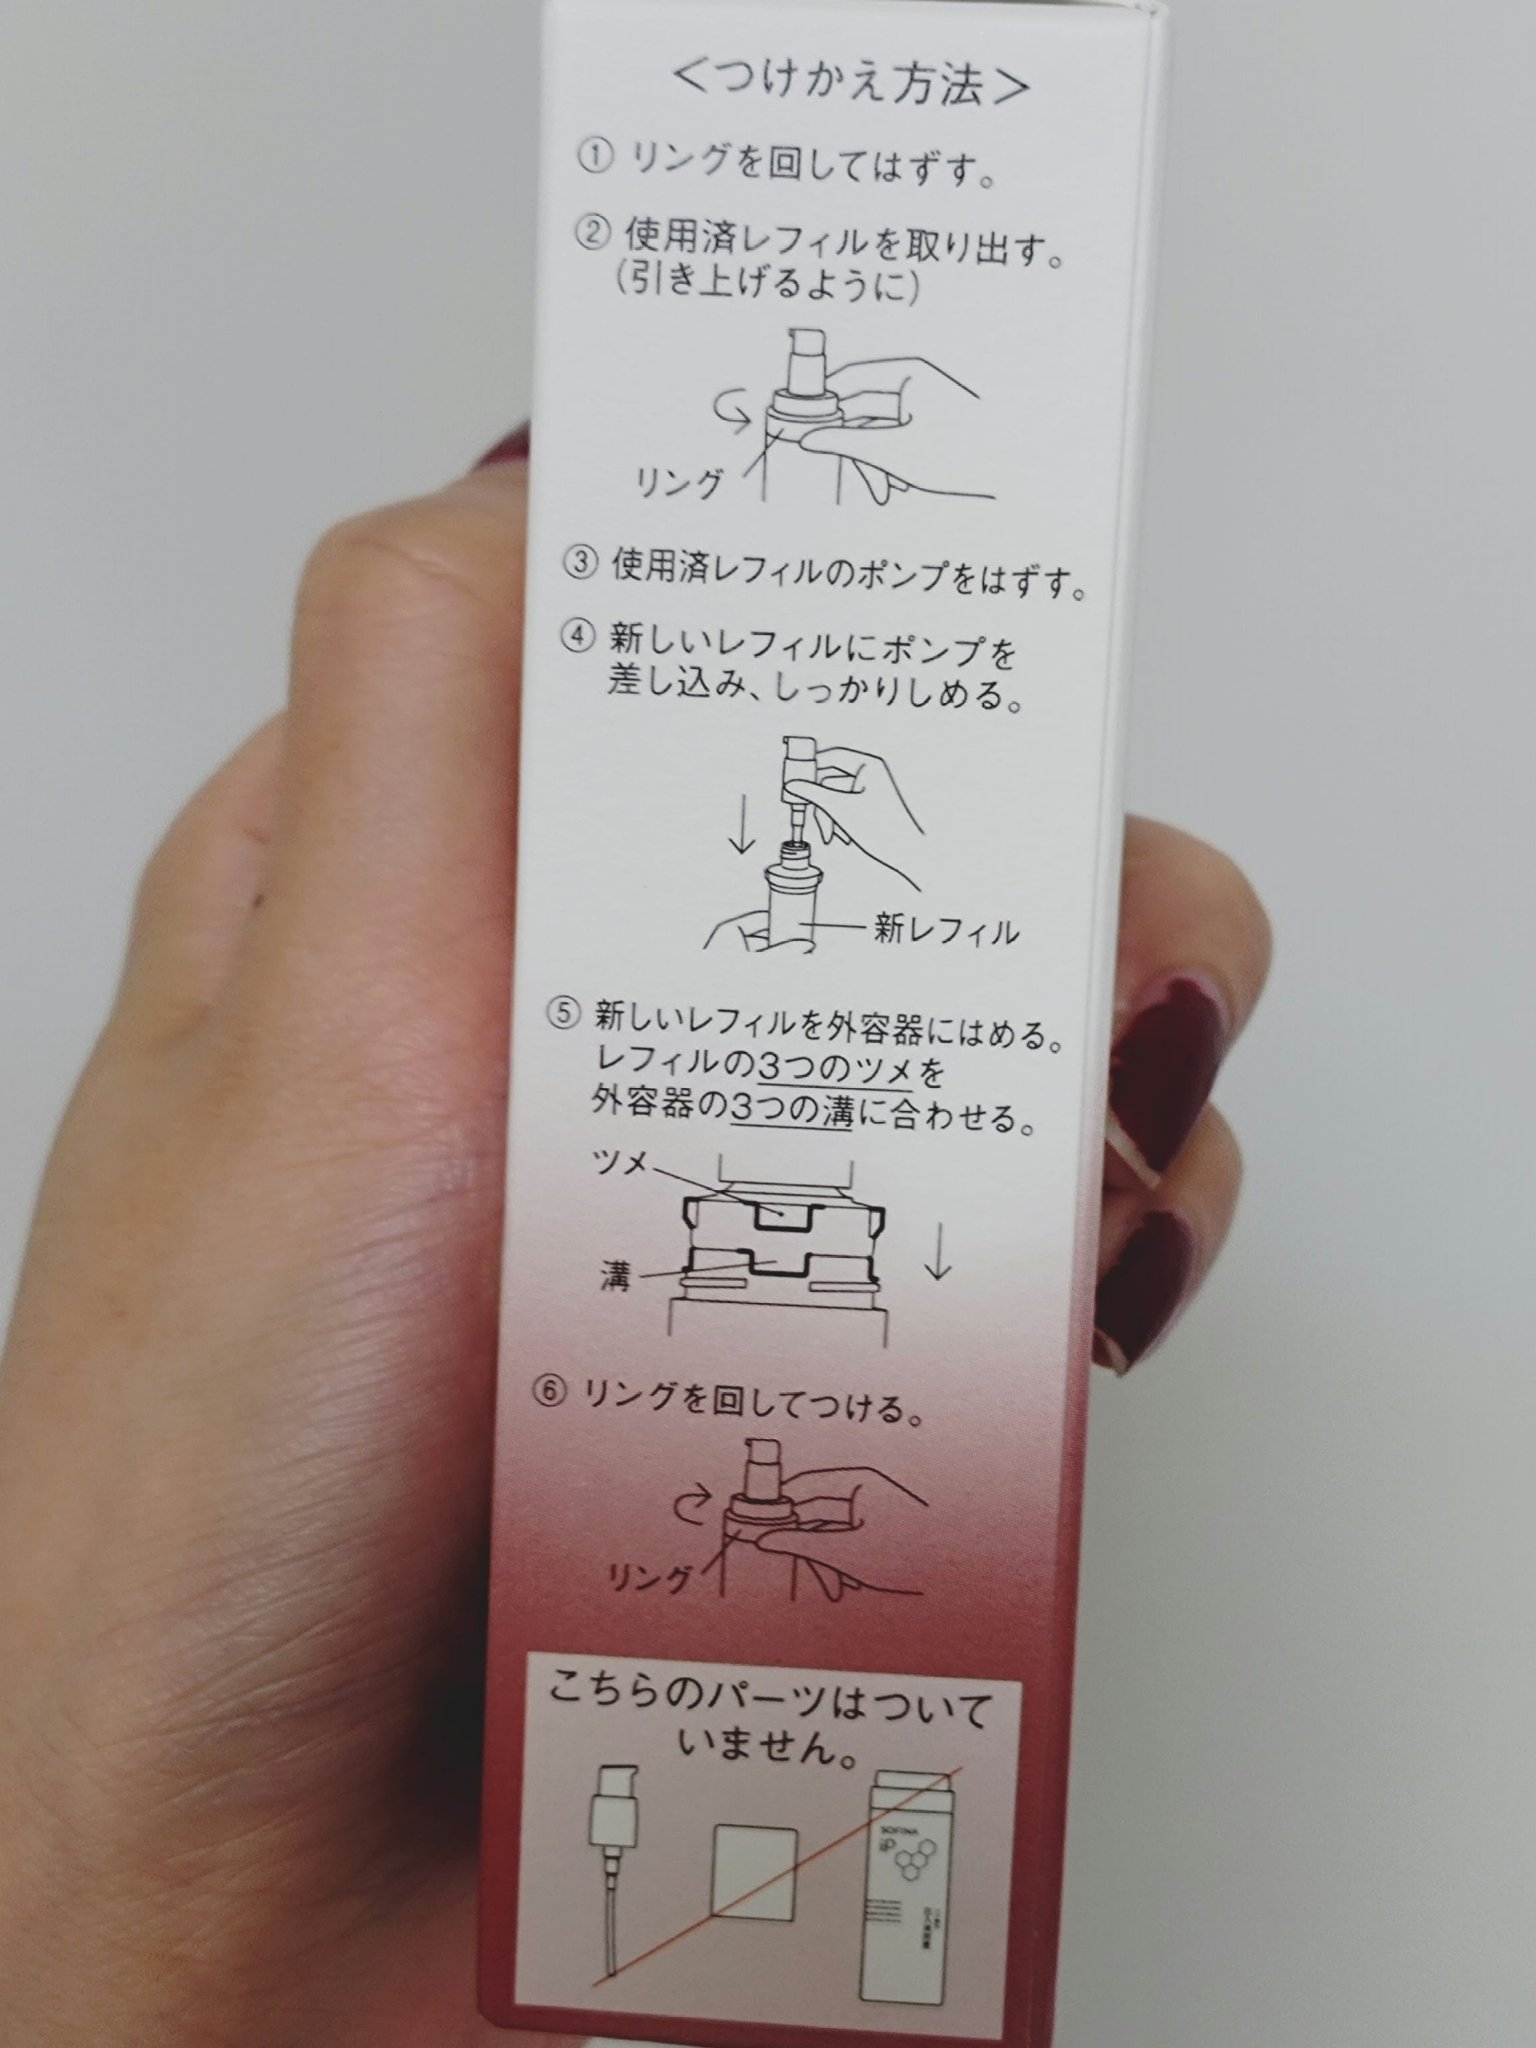 ＜つけかえ方法＞
① リングを回してはずす。
② 使用済レフィルを取り出す。
(引き上げるように)
リング
③ 使用済レフィルのポンプをはずす。
④ 新しいレフィルにポンプを
差し込み、しっかりしめる。
新レフィル
⑤ 新しいレフィルを外容器にはめる。
レフィルの3つのツメを
外容器の3つの溝に合わせる。
ツメ
溝
⑥ リングを回してつける。
リング
こちらのパーツはついて
いません。
SOFINA
iP